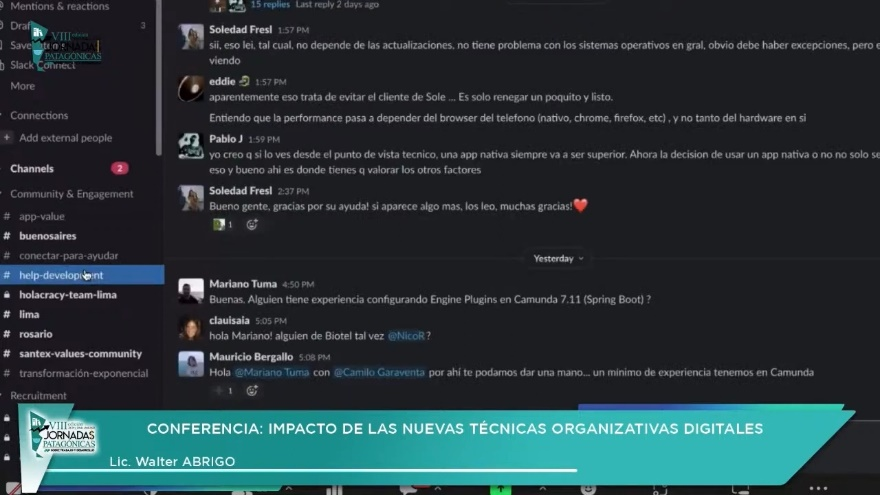 Mentions & reactions
Slack Connect
More
Connections
Add external people
Channels
2
Community & Engagement
# app-value
# buenosaires
# conectar-para-ayudar
# help-development
holacracy-team-lima
# lima
# rosario
# santex-values-community
# transformación-exponencial
Recruitment
3
VIII
JORNADAS
PATAGÓNICAS
15 replies Last reply 2 days ago
Soledad Fresl 1:57 PM
sii, eso lei, tal cual, no depende de las actualizaciones, no tiene problema con los sistemas operativos en gral, obvio debe haber excepciones, pero e
viendo
eddie 1:57 PM
aparentemente eso trata de evitar el cliente de Sole ... Es solo renegar un poquito y listo.
Entiendo que la performance pasa a depender del browser del telefono (nativo, chrome, firefox, etc) , y no tanto del hardware en si
Pablo J 1:59 PM
yo creo q si lo ves desde el punto de vista tecnico, una app nativa siempre va a ser superior. Ahora la decision de usar un app nativa o no no solo se
eso y bueno ahi es donde tienes q valorar los otros factores
Soledad Fresl 2:37 PM
Bueno gente, gracias por su ayuda! si aparece algo mas, los leo, muchas gracias!❤️
1
Yesterday
Mariano Tuma 4:50 PM
Buenas. Alguien tiene experiencia configurando Engine Plugins en Camunda 7.11 (Spring Boot) ?
clauisaia 5:05 PM
hola Mariano! alguien de Biotel tal vez @NicoR ?
Mauricio Bergallo 5:08 PM
Hola @Mariano Tuma con @Camilo Garaventa por ahí te podamos dar una mano... un mínimo de experiencia tenemos en Camunda
1
VIII
JORNADAS
PATAGÓNICAS
CONFERENCIA: IMPACTO DE LAS NUEVAS TÉCNICAS ORGANIZATIVAS DIGITALES
Lic. Walter ABRIGO